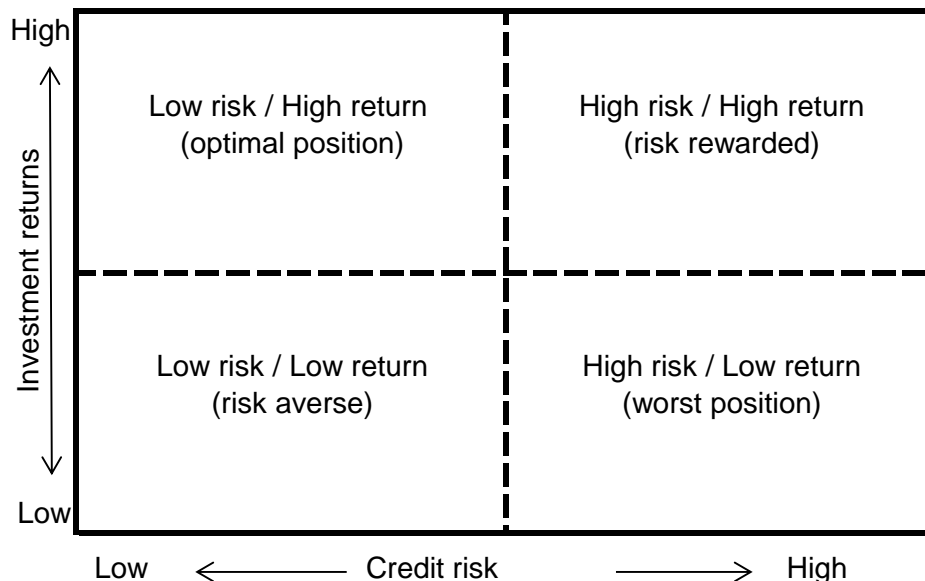 High
Low risk / High return
(optimal position)
High risk / High return
(risk rewarded)
Investment returns
Low risk / Low return
(risk averse)
High risk / Low return
(worst position)
Low
Low
Credit risk
High